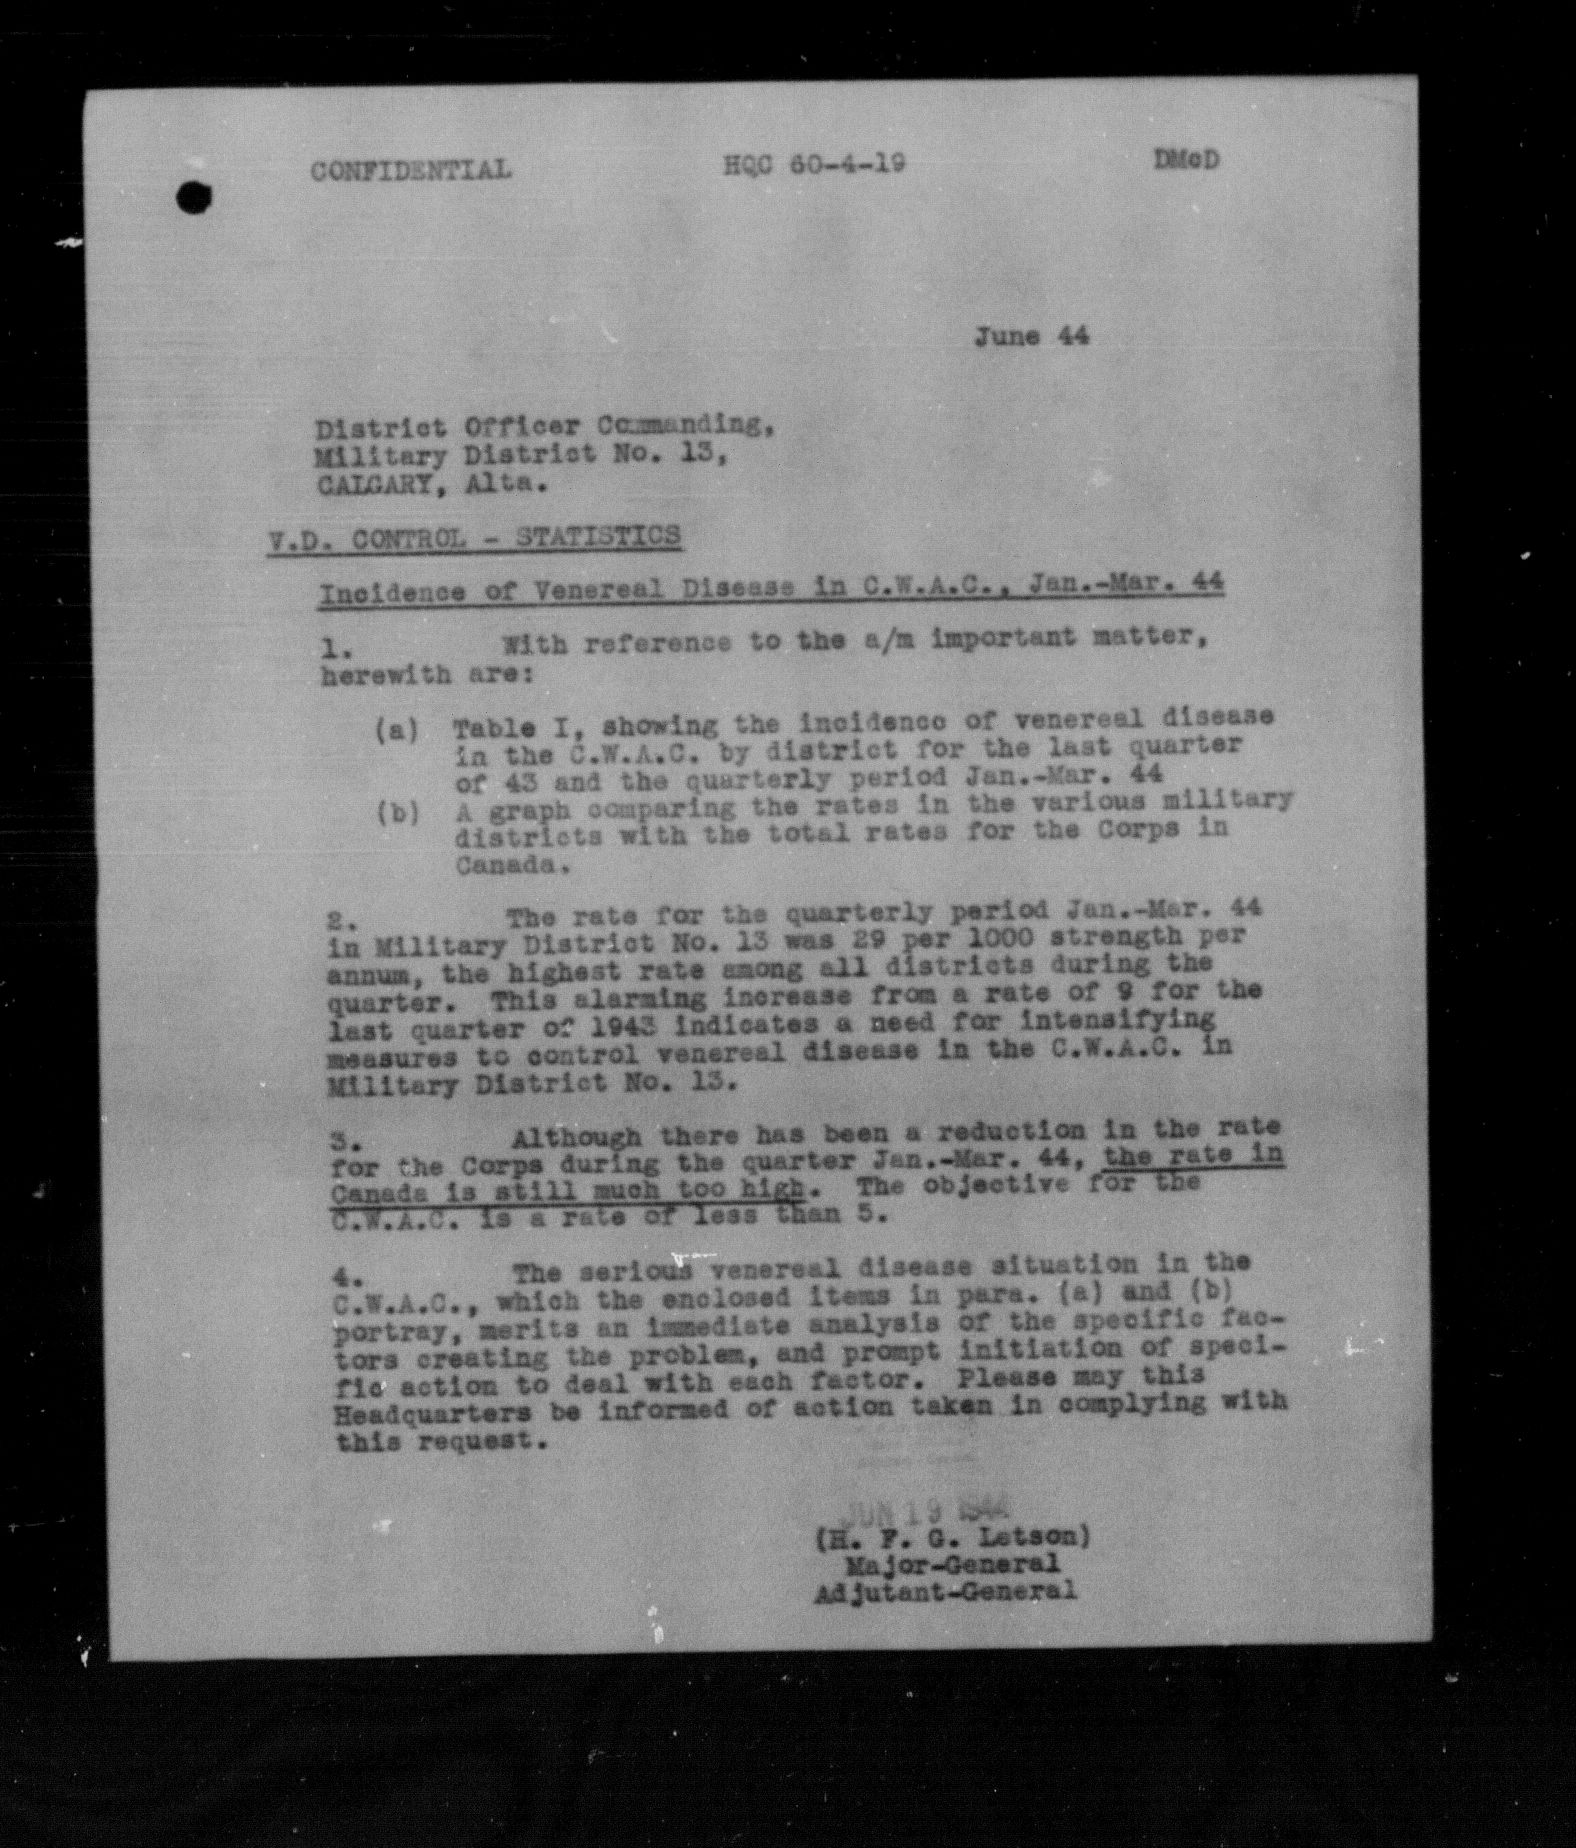 CONFIDENTIAL HQC 60-4-19 DMcD
June 44
District Officer Commanding,
Military District No. 13,
CALGARY, Alta.
V.D. CONTROL - STATISTICS
Incidence of Venereal Disease in C.W.A.C., Jan.-Mar. 44
1. With reference to the a/m important matter,
herewith are:
(a) Table I, showing the incidence of venereal disease
in the C.W.A.C. by district for the last quarter
of 43 and the quarterly period Jan.-Mar. 44
(b) A graph comparing the rates in the various military
districts with the total rates for the Corps in
Canada.
2. The rate for the quarterly period Jan.-Mar. 44
in Military District No. 13 was 29 per 1000 strength per
annum, the highest rate among all districts during the
quarter. This alarming increase from a rate of 9 for the
last quarter of 1943 indicates a need for intensifying
measures to control venereal disease in the C.W.A.C. in
Military District No. 13.
3. Although there has been a reduction in the rate
for the Corps during the quarter Jan.-Mar. 44, the rate in
Canada is still much too high. The objective for the
C.W.A.C. is a rate of less than 5.
4. The serious venereal disease situation in the
C.W.A.C., which the enclosed items in para. (a) and (b)
portray, merits an immediate analysis of the specific fac-
tors creating the problem, and prompt initiation of speci-
fic action to deal with each factor. Please may this
Headquarters be informed of action taken in complying with
this request.
JUN 19 1944
(H. F. G. Letson)
Major-General
Adjutant-General